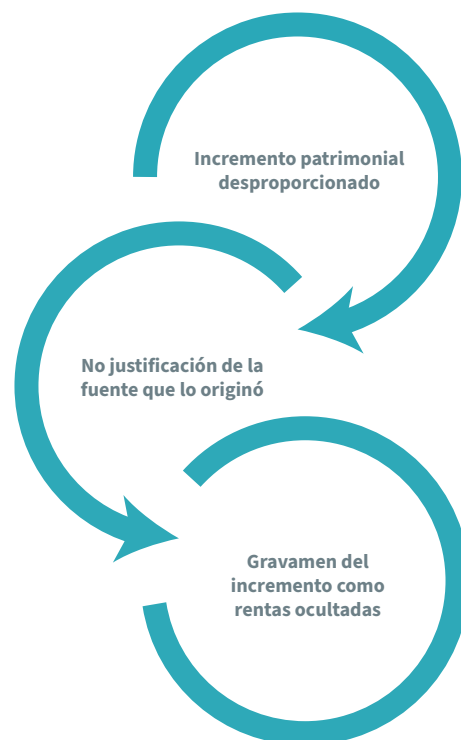 Incremento patrimonial
desproporcionado
No justificación de la
fuente que lo originó
Gravamen del
incremento como
rentas ocultadas